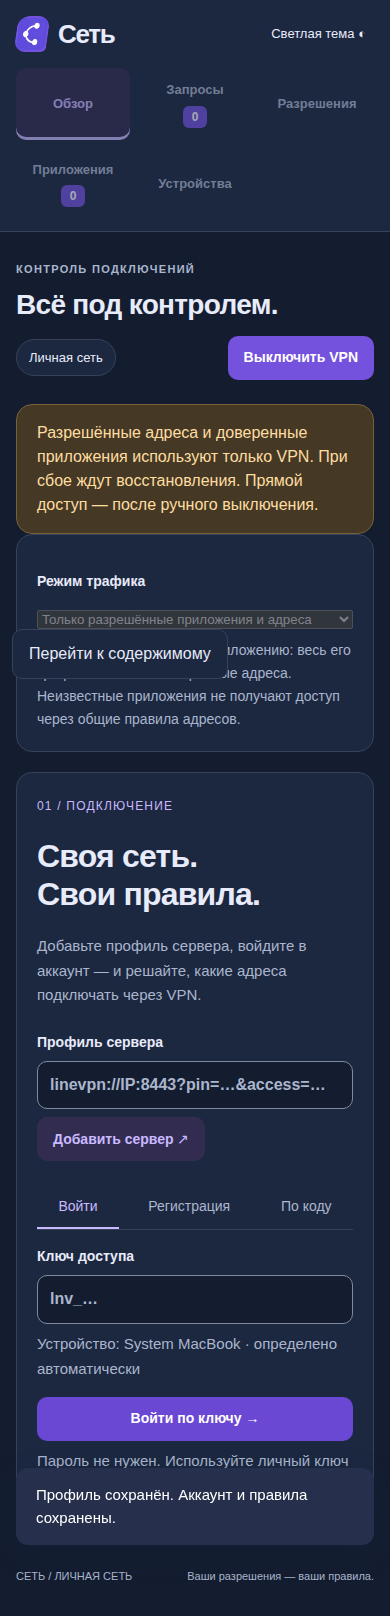 Сеть
Светлая тема
Обзор
Запросы
0
Разрешения
Приложения
0
Устройства
КОНТРОЛЬ ПОДКЛЮЧЕНИЙ
Всё под контролем.
Личная сеть
Выключить VPN
Разрешённые адреса и доверенные
приложения используют только VPN. При
сбое ждут восстановления. Прямой
доступ — после ручного выключения.
Режим трафика
Только разрешённые приложения и адреса
весь его
Перейти к содержимому
адреса.
Неизвестные приложения не получают доступ
через общие правила адресов.
01 / ПОДКЛЮЧЕНИЕ
Своя сеть.
Свои правила.
Добавьте профиль сервера, войдите в
аккаунт — и решайте, какие адреса
подключать через VPN.
Профиль сервера
linevpn://IP:8443?pin=…&access=…
Добавить сервер ↗
Войти
Регистрация
По коду
Ключ доступа
lnv_…
Устройство: System MacBook · определено
автоматически
Войти по ключу →
Пароль не нужен. Используйте личный ключ
Профиль сохранён. Аккаунт и правила
сохранены.
СЕТЬ / ЛИЧНАЯ СЕТЬ
Ваши разрешения — ваши правила.